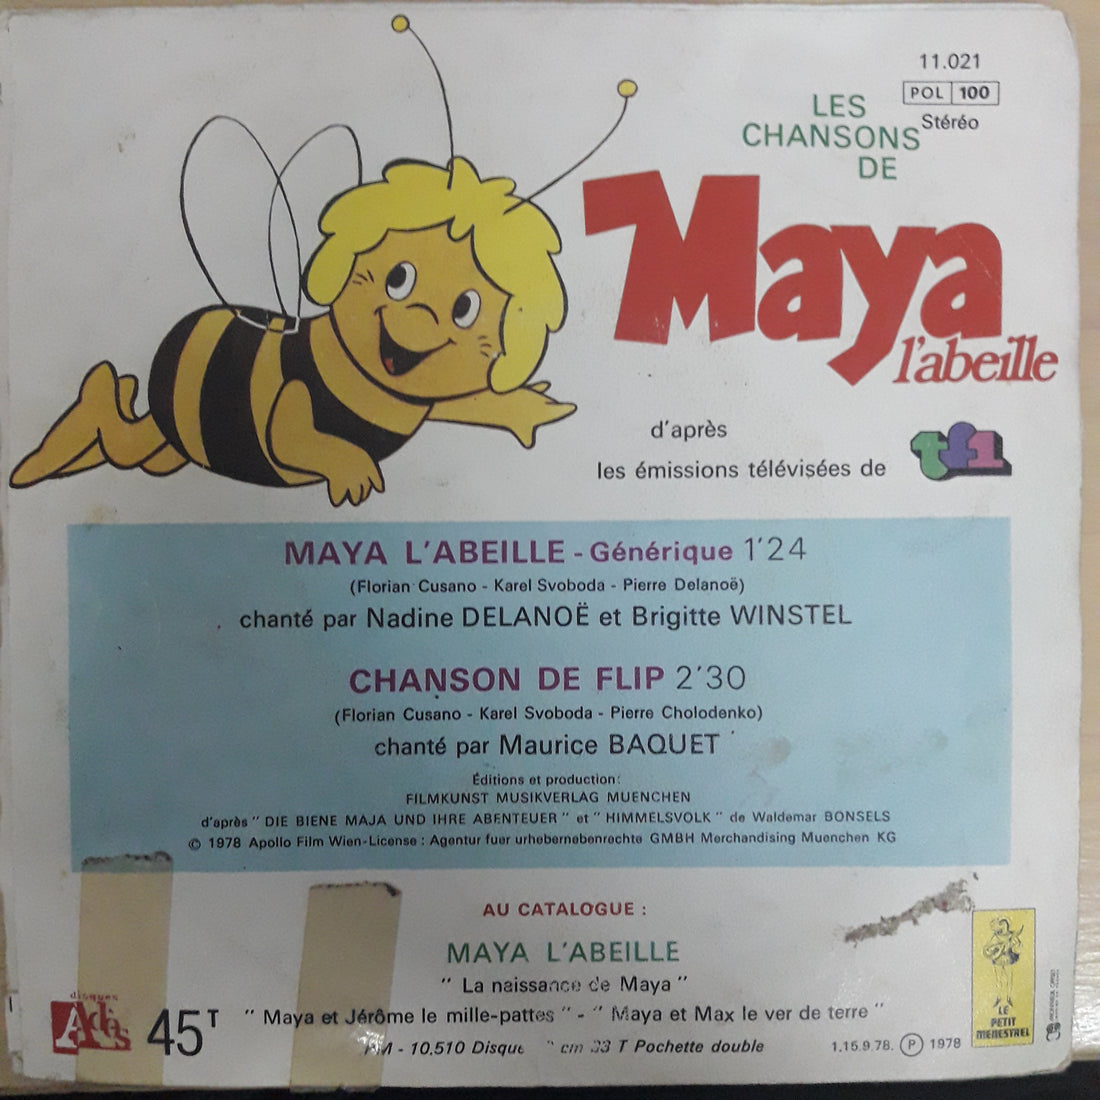 11.021
POL 100
Stéréo
LES
CHANSONS
DE
Maya
l'abeille
d'après
les émissions télévisées de tf1
MAYA L'ABEILLE - Générique 1'24
(Florian Cusano - Karel Svoboda - Pierre Delanoë)
chanté par Nadine DELANOË et Brigitte WINSTEL
CHANSON DE FLIP 2'30
(Florian Cusano - Karel Svoboda - Pierre Cholodenko)
chanté par Maurice BAQUET
Éditions et production:
FILMKUNST MUSIKVERLAG MUENCHEN
d'après " DIE BIENE MAJA UND IHRE ABENTEUER " et " HIMMELSVOLK " de Waldemar BONSELS
© 1978 Apollo Film Wien-License : Agentur fuer urhebernebenrechte GMBH Merchandising Muenchen KG
AU CATALOGUE :
MAYA L'ABEILLE
" La naissance de Maya "
" Maya et Jérôme le mille-pattes " - " Maya et Max le ver de terre "
- 10.510 Disque cm 33 T Pochette double
disques
Adès
45T
1.15.9.78. Ⓟ 1978
LE
PETIT
MENESTREL